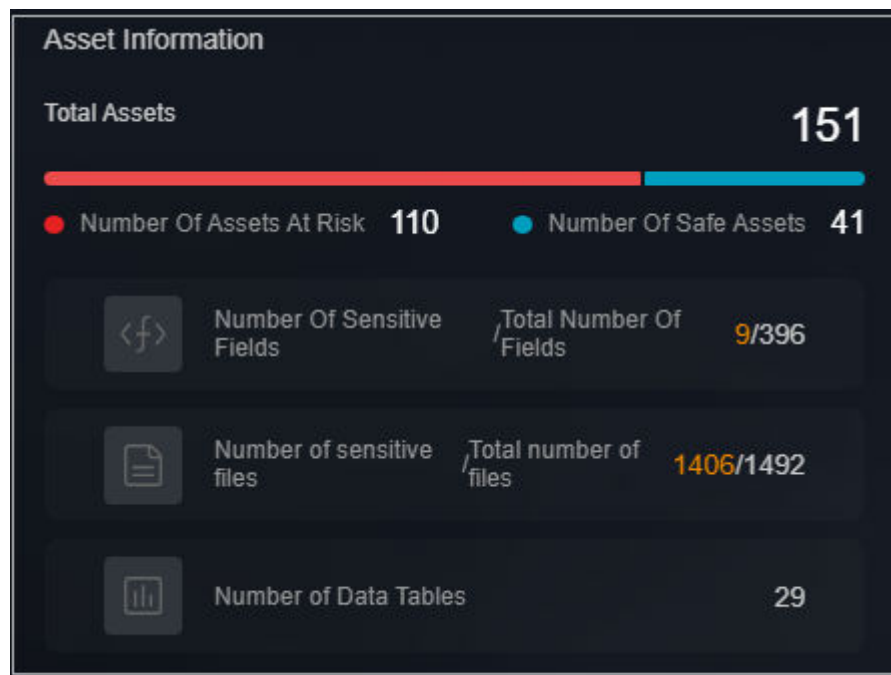 Asset Information
Total Assets
151
Number Of Assets At Risk 110
Number Of Safe Assets 41
Number Of Sensitive
Fields
/Total Number Of
Fields
9/396
Number of sensitive
files
/Total number of
files
1406/1492
Number of Data Tables
29